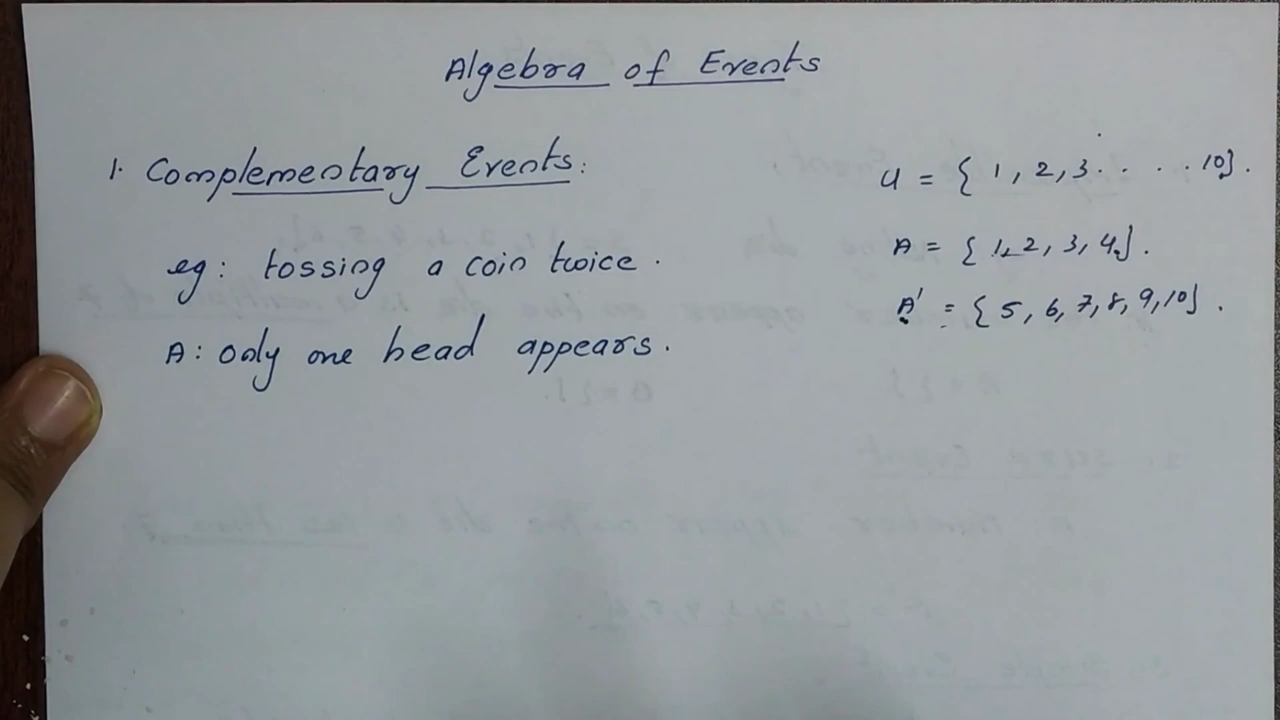 Algebra of Events
1. Complementary Events:
eg: tossing a coin twice.
A: only one head appears.
U = { 1, 2, 3 . . . . 10}.
A = { 1, 2, 3, 4}.
A' = { 5, 6, 7, 8, 9, 10} .